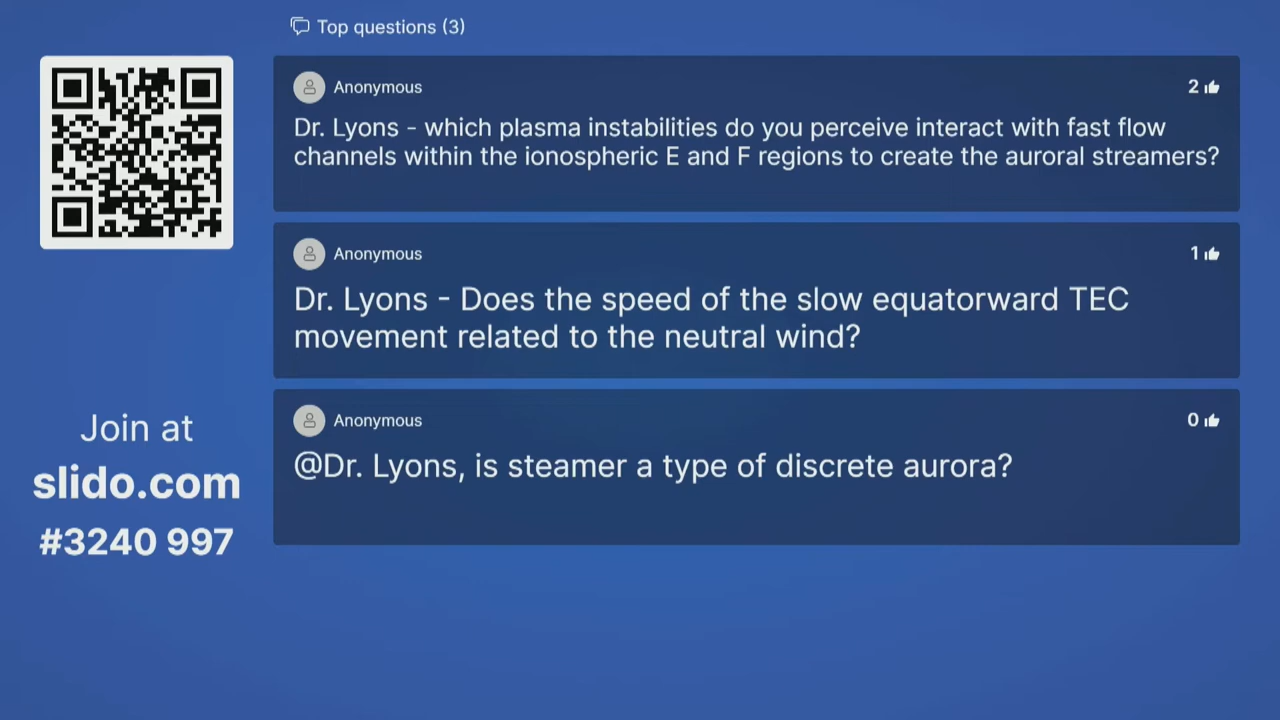 Top questions (3)
Anonymous
2
Dr. Lyons - which plasma instabilities do you perceive interact with fast flow
channels within the ionospheric E and F regions to create the auroral streamers?
Anonymous
1
Dr. Lyons - Does the speed of the slow equatorward TEC
movement related to the neutral wind?
Anonymous
0
@Dr. Lyons, is steamer a type of discrete aurora?
Join at
slido.com
#3240 997